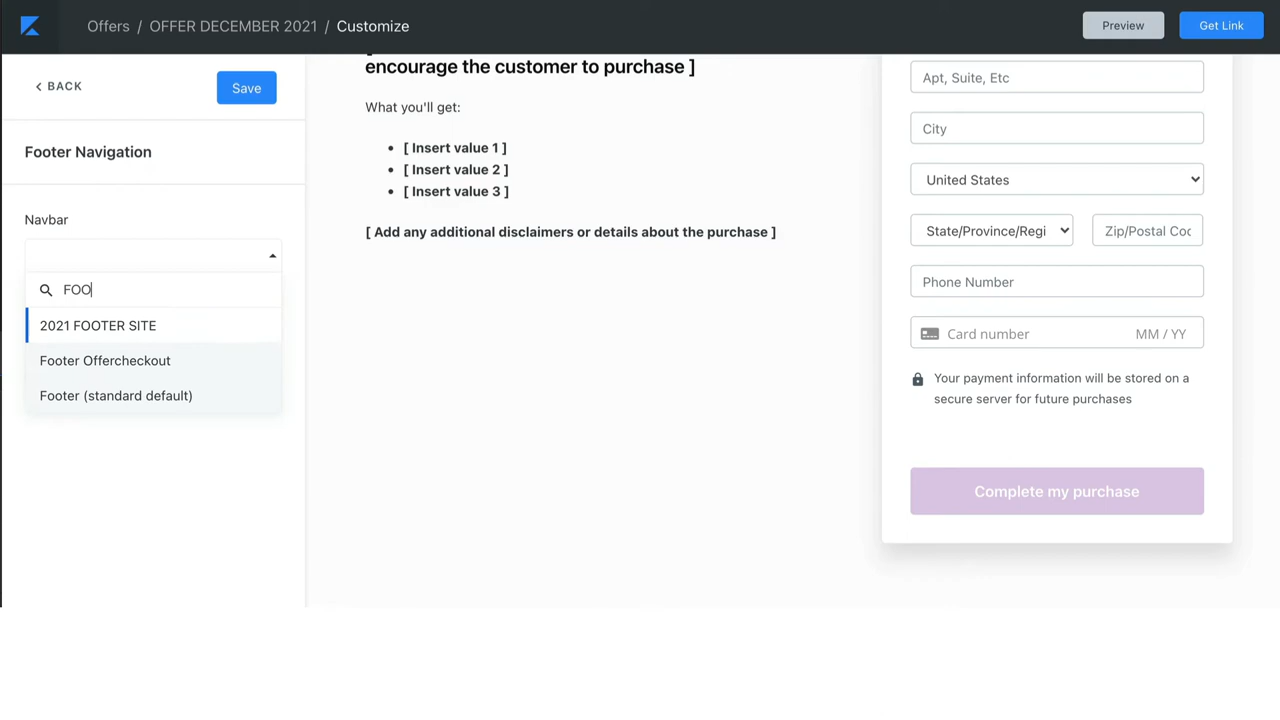 Offers / OFFER DECEMBER 2021 / Customize
Preview
Get Link
BACK
Save
Footer Navigation
Navbar
FOO
2021 FOOTER SITE
Footer Offercheckout
Footer (standard default)
encourage the customer to purchase ]
What you'll get:
[ Insert value 1 ]
[ Insert value 2 ]
[ Insert value 3 ]
[ Add any additional disclaimers or details about the purchase ]
Apt, Suite, Etc
City
United States
State/Province/Regi
Zip/Postal Coc
Phone Number
Card number MM / YY
Your payment information will be stored on a
secure server for future purchases
Complete my purchase